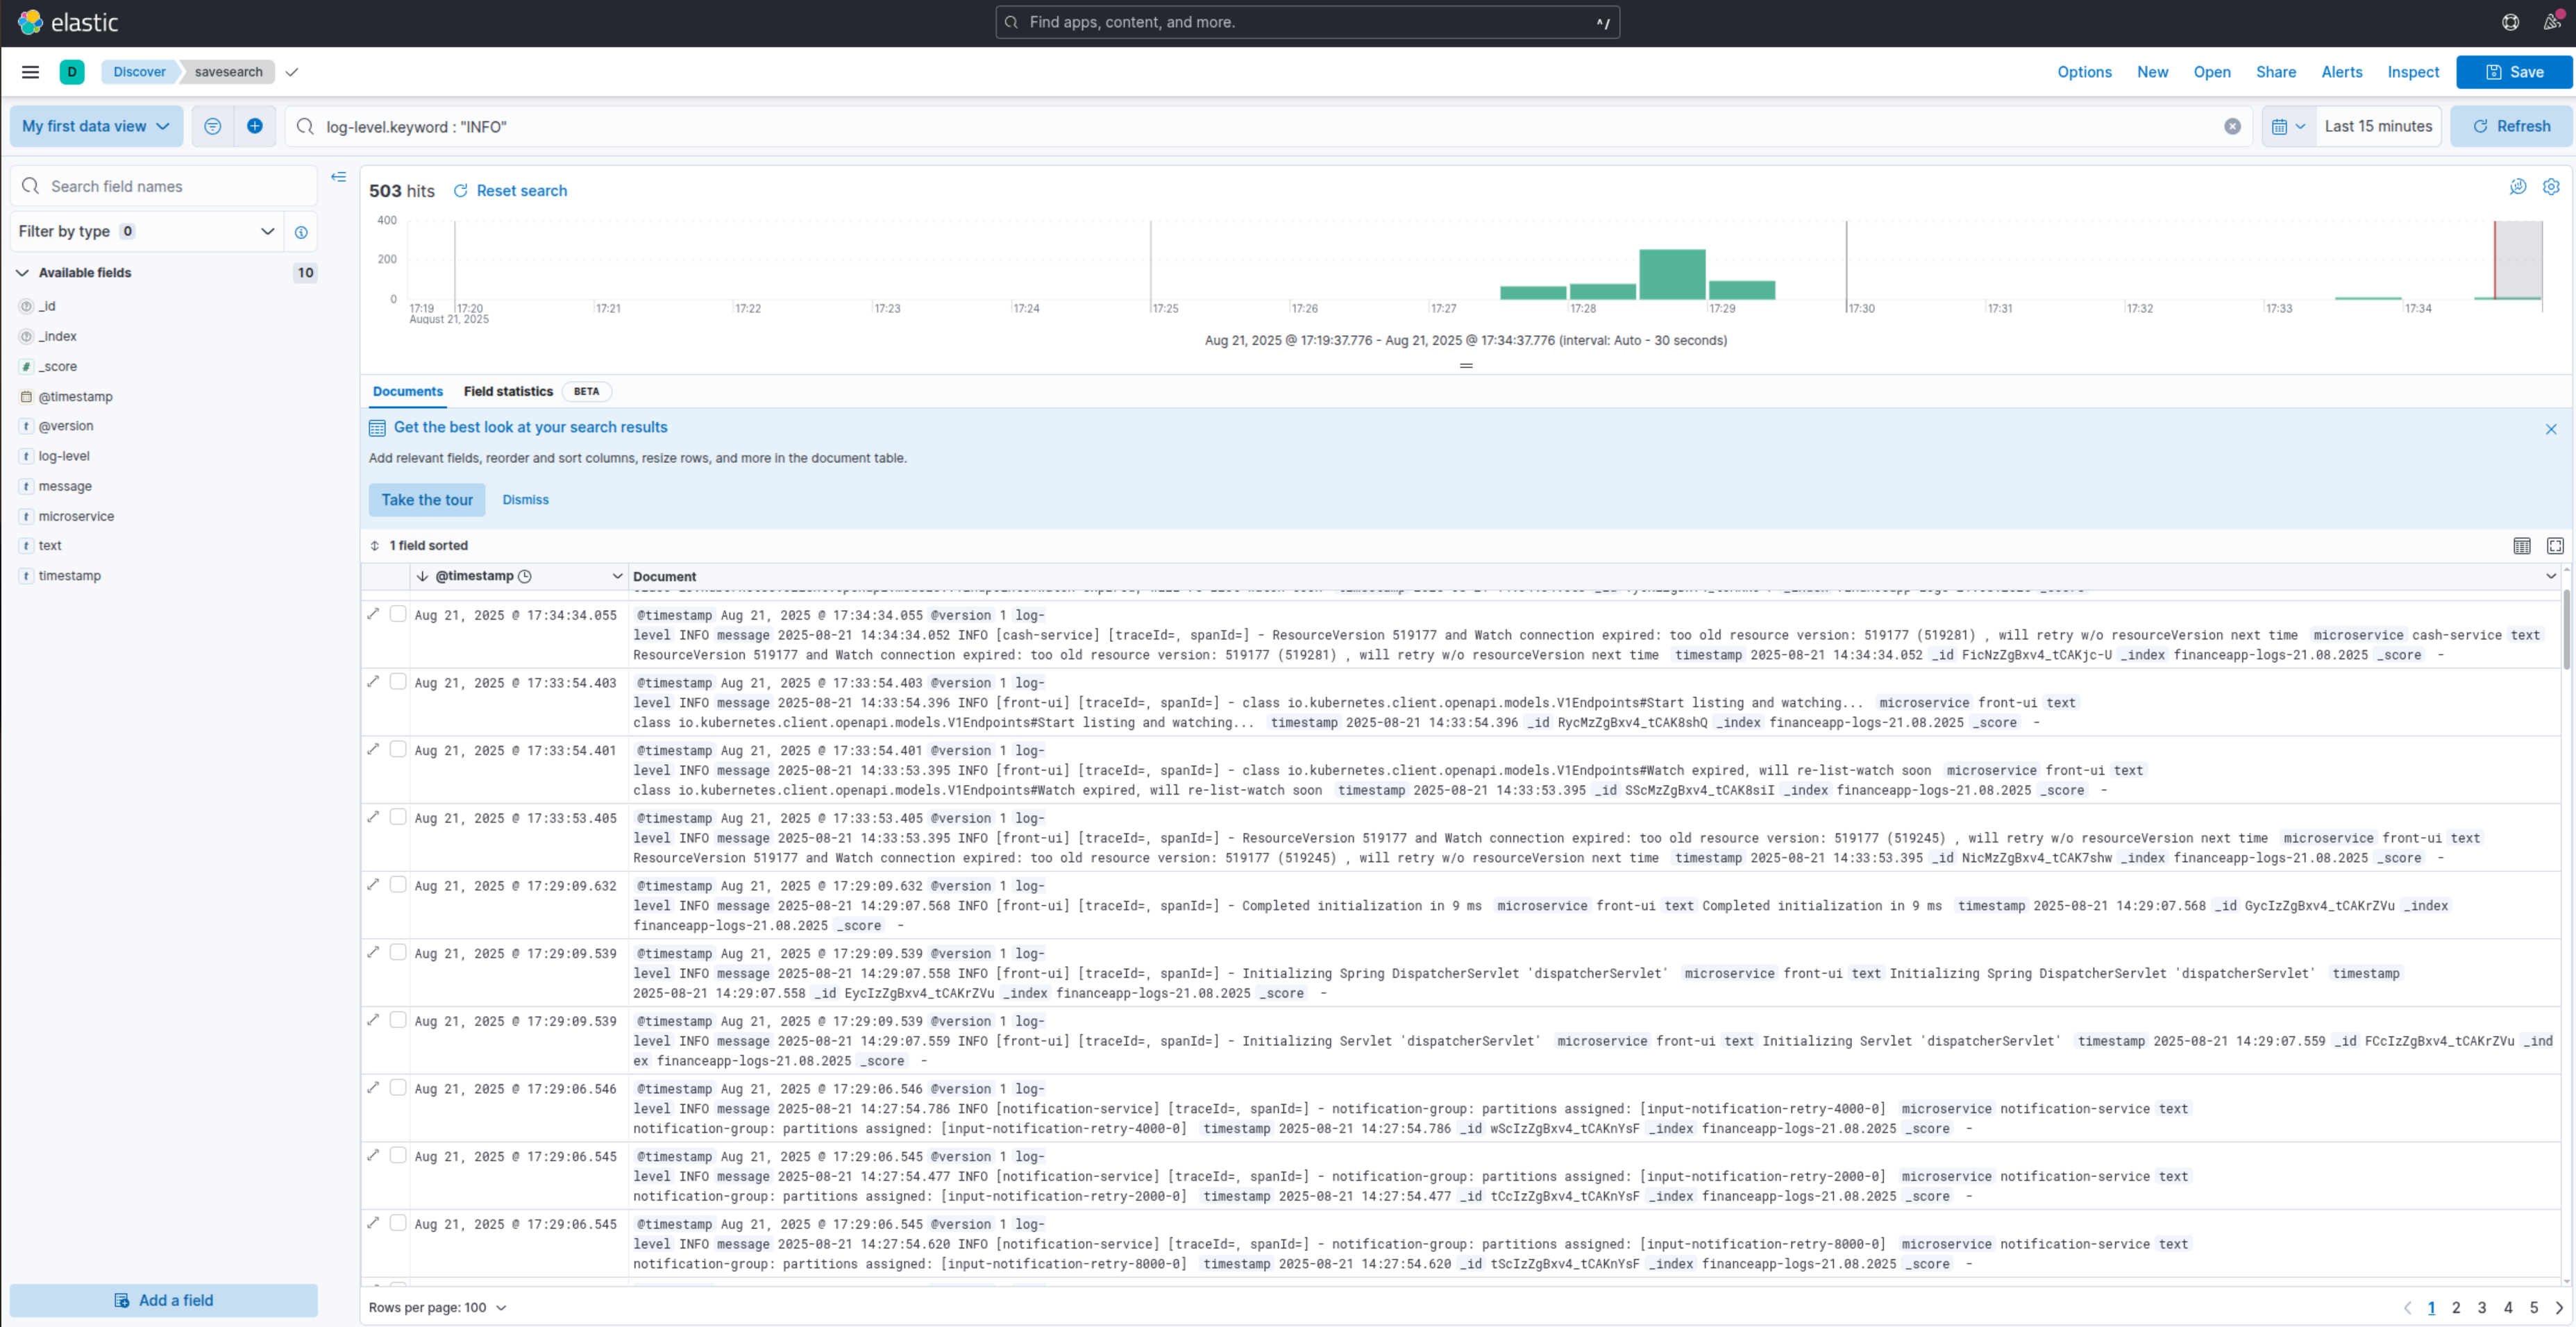 elastic
Find apps, content, and more.
^/
D
Discover
savesearch
Options
New
Open
Share
Alerts
Inspect
Save
My first data view
log-level.keyword : "INFO"
Last 15 minutes
Refresh
Search field names
Filter by type 0
Available fields 10
_id
_index
# _score
@timestamp
t @version
t log-level
t message
t microservice
t text
t timestamp
Add a field
503 hits
Reset search
400
200
0
17:19 17:20 17:21 17:22 17:23 17:24 17:25 17:26 17:27 17:28 17:29 17:30 17:31 17:32 17:33 17:34
August 21, 2025
Aug 21, 2025 @ 17:19:37.776 - Aug 21, 2025 @ 17:34:37.776 (interval: Auto - 30 seconds)
Documents
Field statistics
BETA
Get the best look at your search results
Add relevant fields, reorder and sort columns, resize rows, and more in the document table.
Take the tour
Dismiss
1 field sorted
@timestamp
Document
Aug 21, 2025 @ 17:34:34.055 @timestamp Aug 21, 2025 @ 17:34:34.055 @version 1 log-
level INFO message 2025-08-21 14:34:34.052 INFO [cash-service] [traceId=, spanId=] - ResourceVersion 519177 and Watch connection expired: too old resource version: 519177 (519281) , will retry w/o resourceVersion next time microservice cash-service text
ResourceVersion 519177 and Watch connection expired: too old resource version: 519177 (519281) , will retry w/o resourceVersion next time timestamp 2025-08-21 14:34:34.052 _id FicNzZgBxv4_tCAKjc-U _index financeapp-logs-21.08.2025 _score -
Aug 21, 2025 @ 17:33:54.403 @timestamp Aug 21, 2025 @ 17:33:54.403 @version 1 log-
level INFO message 2025-08-21 14:33:54.396 INFO [front-ui] [traceId=, spanId=] - class io.kubernetes.client.openapi.models.V1Endpoints#Start listing and watching... microservice front-ui text
class io.kubernetes.client.openapi.models.V1Endpoints#Start listing and watching... timestamp 2025-08-21 14:33:54.396 _id RycMzZgBxv4_tCAK8shQ _index financeapp-logs-21.08.2025 _score -
Aug 21, 2025 @ 17:33:54.401 @timestamp Aug 21, 2025 @ 17:33:54.401 @version 1 log-
level INFO message 2025-08-21 14:33:53.395 INFO [front-ui] [traceId=, spanId=] - class io.kubernetes.client.openapi.models.V1Endpoints#Watch expired, will re-list-watch soon microservice front-ui text
class io.kubernetes.client.openapi.models.V1Endpoints#Watch expired, will re-list-watch soon timestamp 2025-08-21 14:33:53.395 _id SScMzZgBxv4_tCAK8siI _index financeapp-logs-21.08.2025 _score -
Aug 21, 2025 @ 17:33:53.405 @timestamp Aug 21, 2025 @ 17:33:53.405 @version 1 log-
level INFO message 2025-08-21 14:33:53.395 INFO [front-ui] [traceId=, spanId=] - ResourceVersion 519177 and Watch connection expired: too old resource version: 519177 (519245) , will retry w/o resourceVersion next time microservice front-ui text
ResourceVersion 519177 and Watch connection expired: too old resource version: 519177 (519245) , will retry w/o resourceVersion next time timestamp 2025-08-21 14:33:53.395 _id NicMzZgBxv4_tCAK7shw _index financeapp-logs-21.08.2025 _score -
Aug 21, 2025 @ 17:29:09.632 @timestamp Aug 21, 2025 @ 17:29:09.632 @version 1 log-
level INFO message 2025-08-21 14:29:07.568 INFO [front-ui] [traceId=, spanId=] - Completed initialization in 9 ms microservice front-ui text Completed initialization in 9 ms timestamp 2025-08-21 14:29:07.568 _id GycIzZgBxv4_tCAKrZVu _index
financeapp-logs-21.08.2025 _score -
Aug 21, 2025 @ 17:29:09.539 @timestamp Aug 21, 2025 @ 17:29:09.539 @version 1 log-
level INFO message 2025-08-21 14:29:07.558 INFO [front-ui] [traceId=, spanId=] - Initializing Spring DispatcherServlet 'dispatcherServlet' microservice front-ui text Initializing Spring DispatcherServlet 'dispatcherServlet' timestamp
2025-08-21 14:29:07.558 _id EycIzZgBxv4_tCAKrZVu _index financeapp-logs-21.08.2025 _score -
Aug 21, 2025 @ 17:29:09.539 @timestamp Aug 21, 2025 @ 17:29:09.539 @version 1 log-
level INFO message 2025-08-21 14:29:07.559 INFO [front-ui] [traceId=, spanId=] - Initializing Servlet 'dispatcherServlet' microservice front-ui text Initializing Servlet 'dispatcherServlet' timestamp 2025-08-21 14:29:07.559 _id FCcIzZgBxv4_tCAKrZVu _ind
ex financeapp-logs-21.08.2025 _score -
Aug 21, 2025 @ 17:29:06.546 @timestamp Aug 21, 2025 @ 17:29:06.546 @version 1 log-
level INFO message 2025-08-21 14:27:54.786 INFO [notification-service] [traceId=, spanId=] - notification-group: partitions assigned: [input-notification-retry-4000-0] microservice notification-service text
notification-group: partitions assigned: [input-notification-retry-4000-0] timestamp 2025-08-21 14:27:54.786 _id wScIzZgBxv4_tCAKnYsF _index financeapp-logs-21.08.2025 _score -
Aug 21, 2025 @ 17:29:06.545 @timestamp Aug 21, 2025 @ 17:29:06.545 @version 1 log-
level INFO message 2025-08-21 14:27:54.477 INFO [notification-service] [traceId=, spanId=] - notification-group: partitions assigned: [input-notification-retry-2000-0] microservice notification-service text
notification-group: partitions assigned: [input-notification-retry-2000-0] timestamp 2025-08-21 14:27:54.477 _id tCcIzZgBxv4_tCAKnYsF _index financeapp-logs-21.08.2025 _score -
Aug 21, 2025 @ 17:29:06.545 @timestamp Aug 21, 2025 @ 17:29:06.545 @version 1 log-
level INFO message 2025-08-21 14:27:54.620 INFO [notification-service] [traceId=, spanId=] - notification-group: partitions assigned: [input-notification-retry-8000-0] microservice notification-service text
notification-group: partitions assigned: [input-notification-retry-8000-0] timestamp 2025-08-21 14:27:54.620 _id tScIzZgBxv4_tCAKnYsF _index financeapp-logs-21.08.2025 _score -
Rows per page: 100
1 2 3 4 5